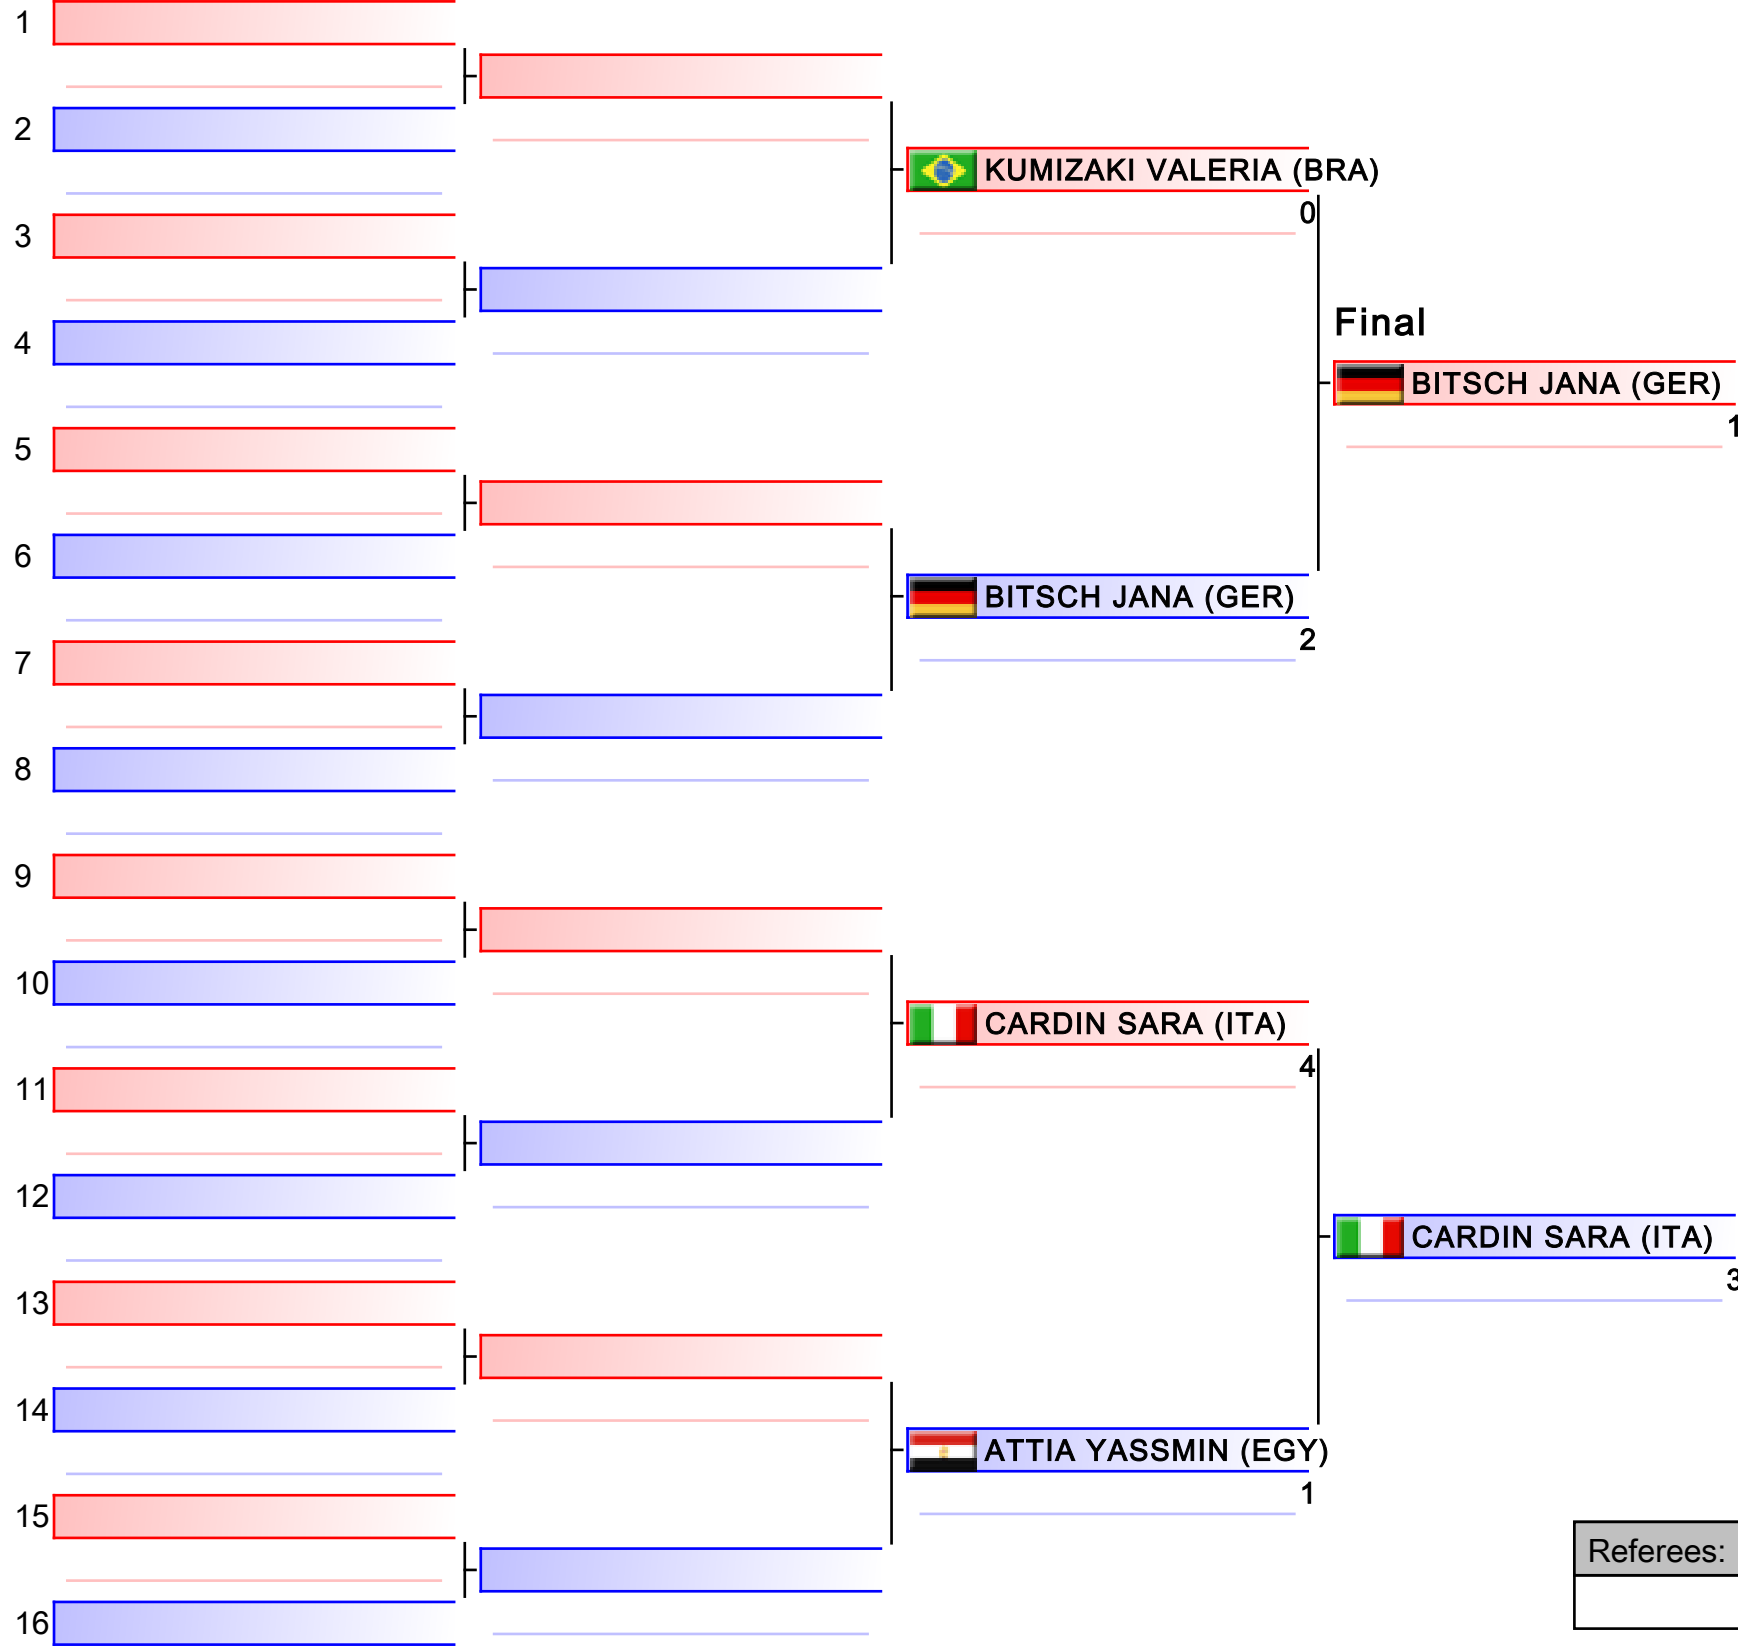 1
2
KUMIZAKI VALERIA (BRA)
0
3
Final
4
BITSCH JANA (GER)
1
5
6
BITSCH JANA (GER)
2
7
8
9
10
CARDIN SARA (ITA)
4
11
12
CARDIN SARA (ITA)
3
13
14
ATTIA YASSMIN (EGY)
1
15
Referees:
16